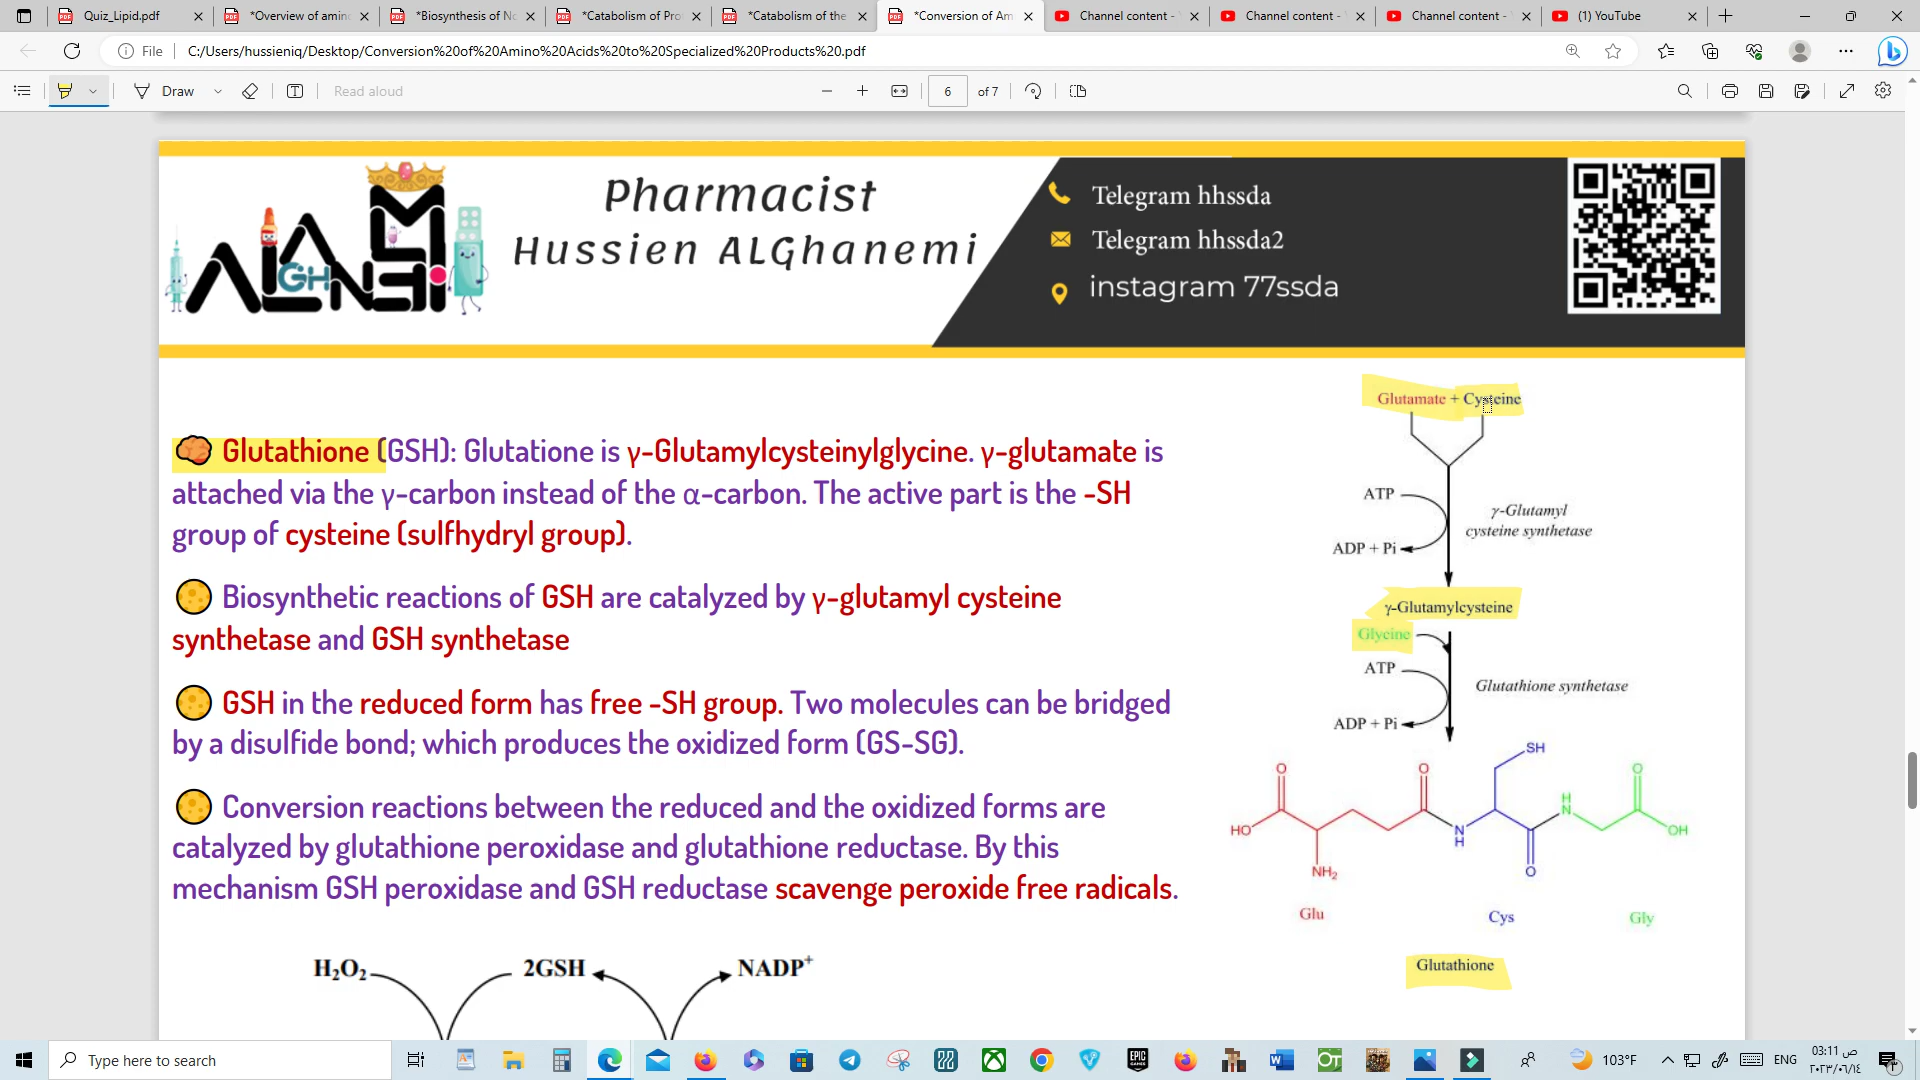 Quiz_Lipid.pdf
*Overview of amin
*Biosynthesis of No
*Catabolism of Pro
*Catabolism of the
*Conversion of Am
Channel content -
Channel content -
Channel content -
(1) YouTube
File
C:/Users/hussieniq/Desktop/Conversion%20of%20Amino%20Acids%20to%20Specialized%20Products%20.pdf
Draw
Read aloud
6
of 7
Pharmacist
Hussien ALGhanemi
GH
Telegram hhssda
Telegram hhssda2
instagram 77ssda
Glutathione (GSH): Glutatione is γ-Glutamylcysteinylglycine. γ-glutamate is
attached via the γ-carbon instead of the α-carbon. The active part is the -SH
group of cysteine (sulfhydryl group).
Biosynthetic reactions of GSH are catalyzed by γ-glutamyl cysteine
synthetase and GSH synthetase
GSH in the reduced form has free -SH group. Two molecules can be bridged
by a disulfide bond; which produces the oxidized form (GS-SG).
Conversion reactions between the reduced and the oxidized forms are
catalyzed by glutathione peroxidase and glutathione reductase. By this
mechanism GSH peroxidase and GSH reductase scavenge peroxide free radicals.
H₂O₂
2GSH
NADP⁺
Glutamate + Cysteine
ATP
γ-Glutamyl
cysteine synthetase
ADP + Pi
γ-Glutamylcysteine
Glycine
ATP
Glutathione synthetase
ADP + Pi
SH
O
O
O
H
N
HO
N
H
OH
NH₂
O
Glu
Cys
Gly
Glutathione
Type here to search
103°F
ENG
03:11 ص
٢٠٢٣/٠٦/١٤